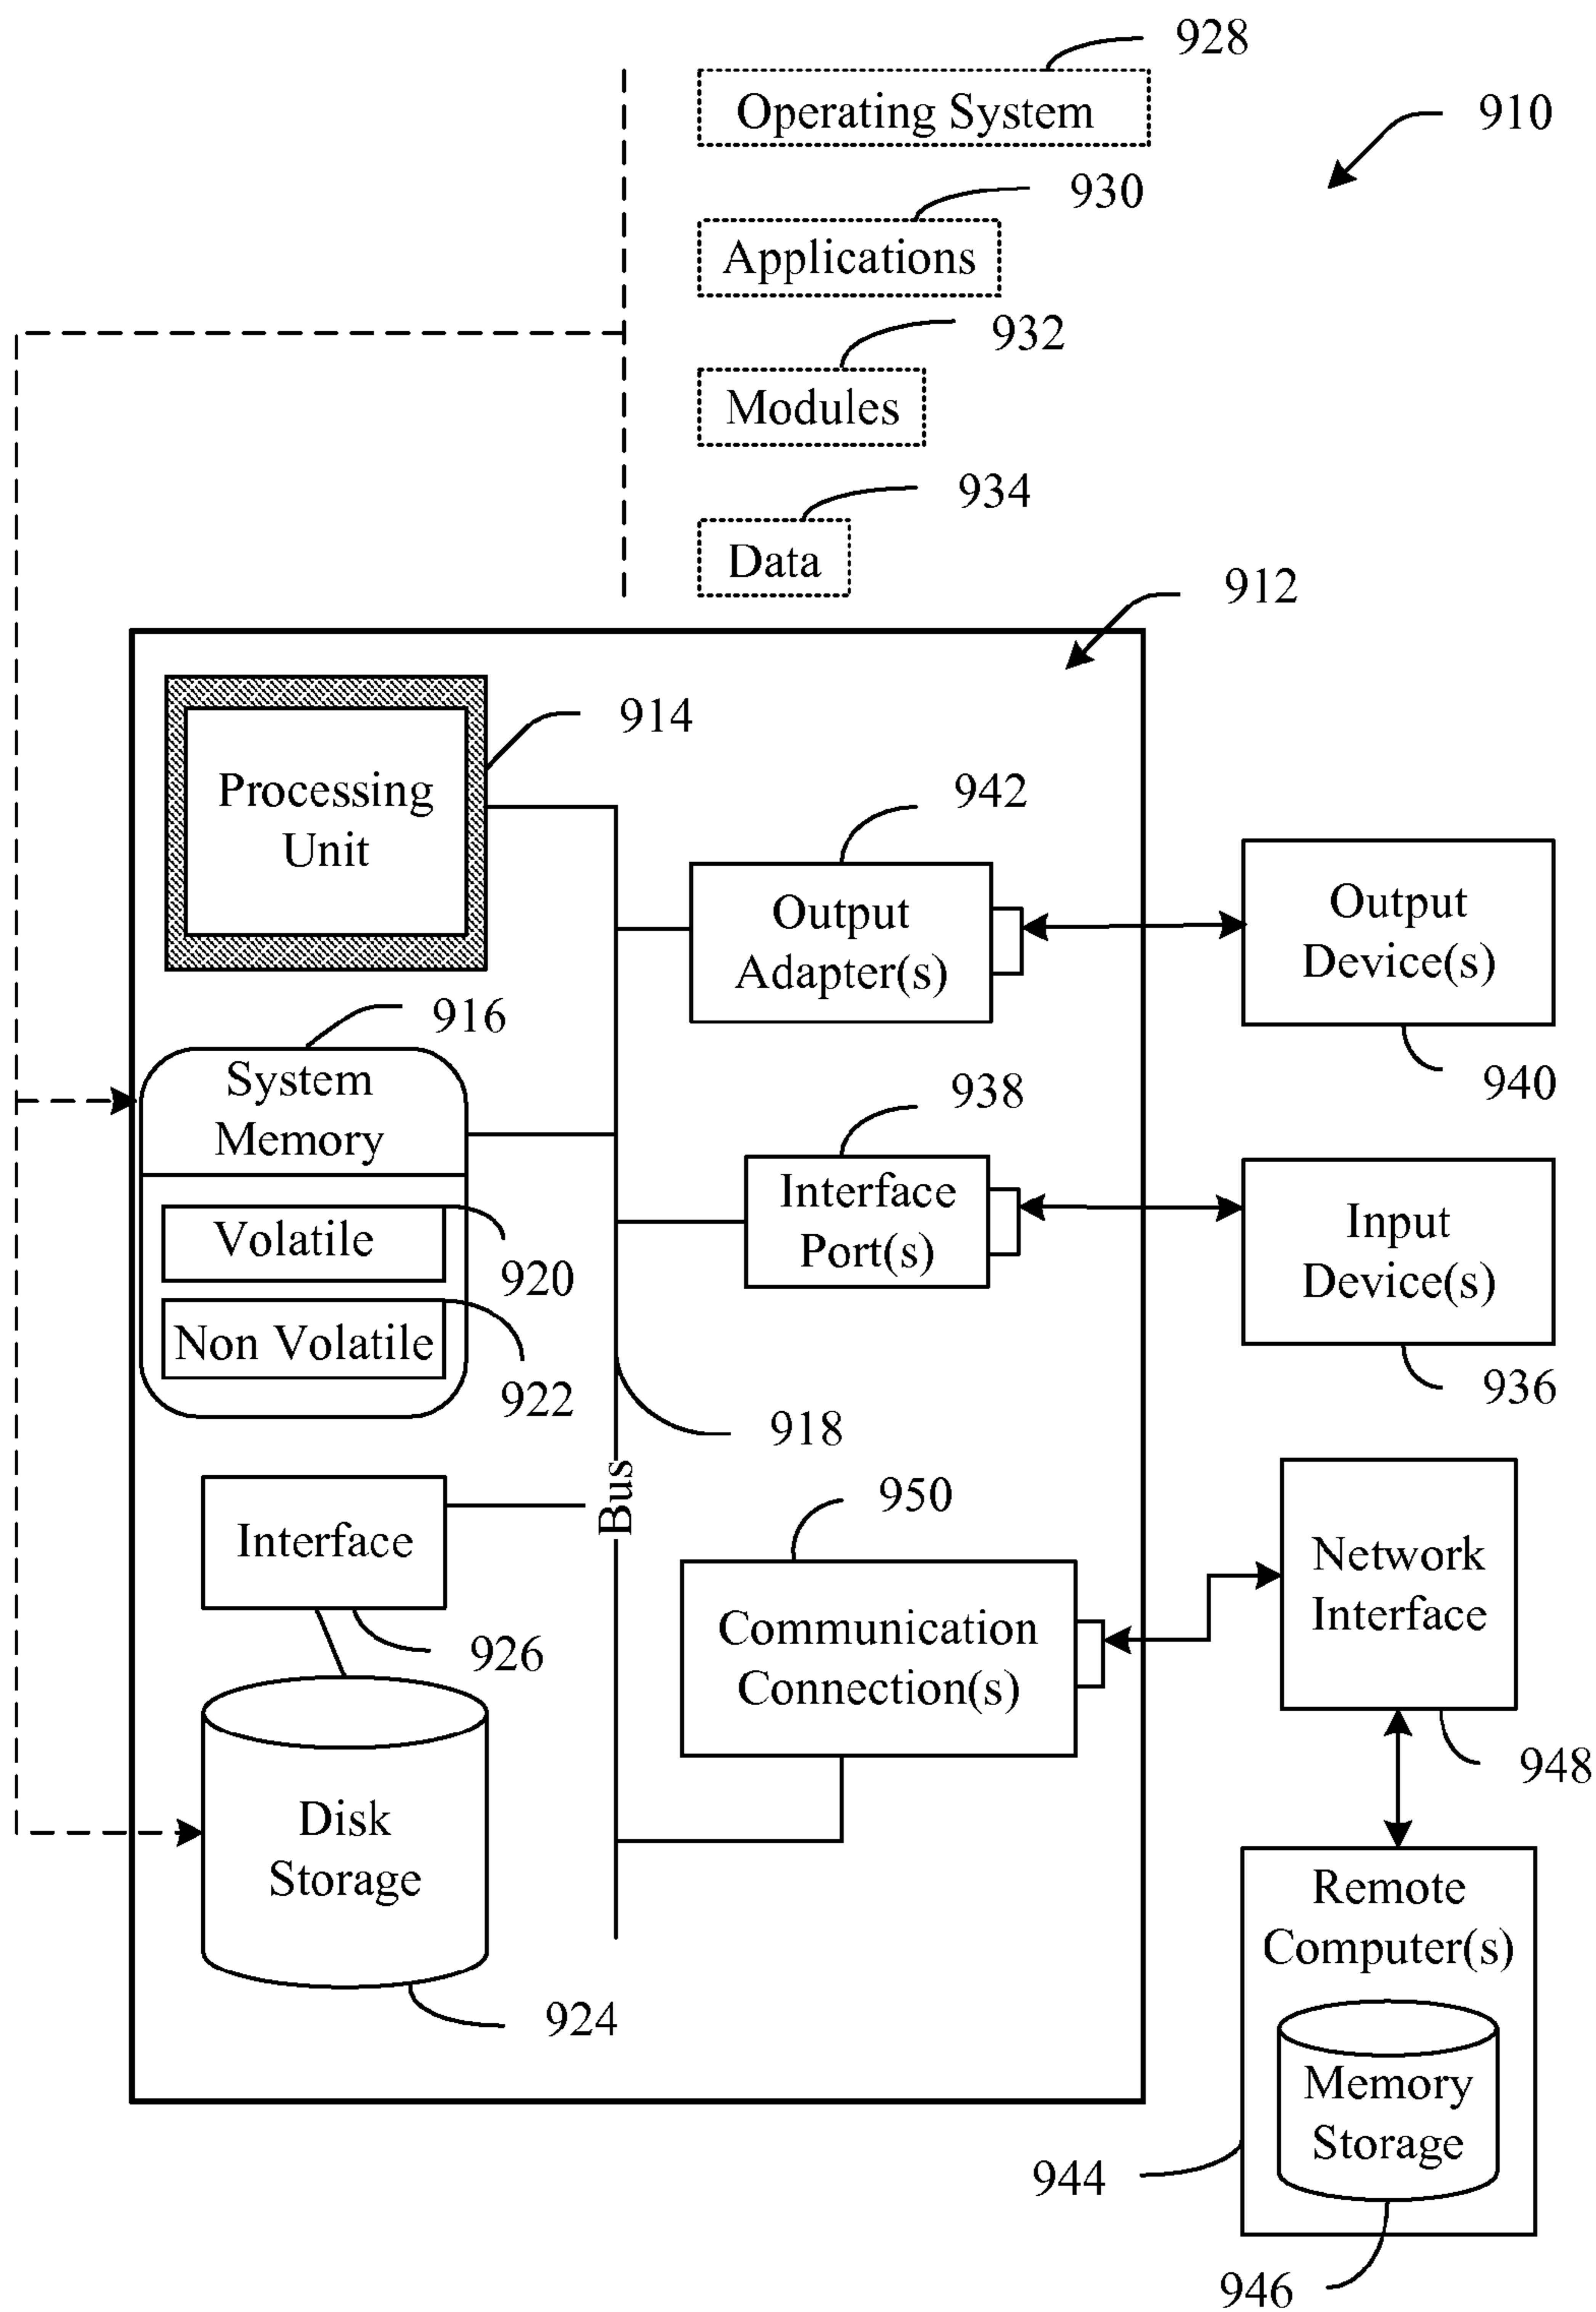 928
Operating System
910
930
Applications
932
Modules
934
Data
912
914
Processing
Unit
942
Output
Adapter(s)
Output
Device(s)
940
916
System
Memory
938
Interface
Port(s)
Input
Device(s)
936
Volatile
920
Non Volatile
922
918
Bus
950
Interface
926
Communication
Connection(s)
Network
Interface
948
Disk
Storage
924
Remote
Computer(s)
Memory
Storage
944
946